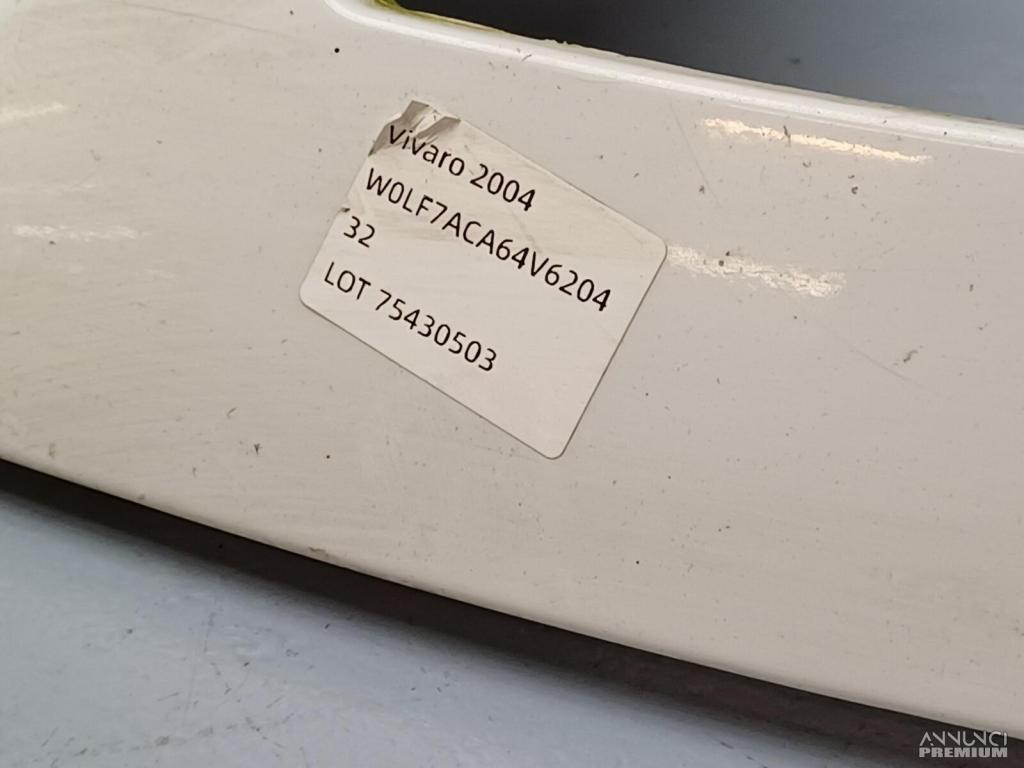 Vivaro 2004
W0LF7ACA64V6204
32
LOT 75430503
ANNUNCI
PREMIUM